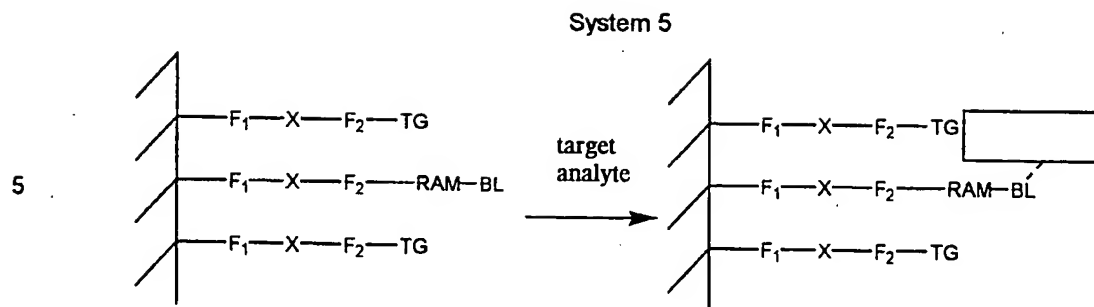 System 5
F₁—X—F₂—TG
F₁—X—F₂—TG
target
analyte
5
F₁—X—F₂—RAM—BL
F₁—X—F₂—RAM—BL
F₁—X—F₂—TG
F₁—X—F₂—TG